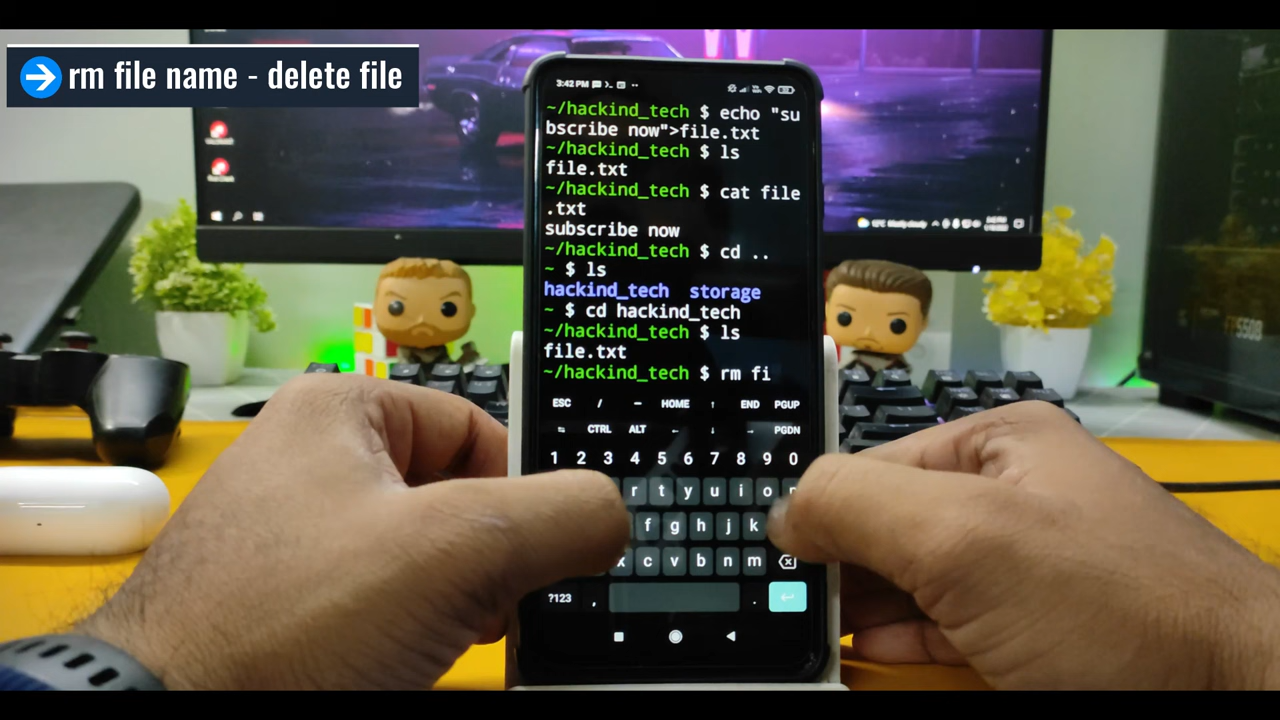 rm file name - delete file
3:42 PM
~/hackind_tech $ echo "su
bscribe now">file.txt
~/hackind_tech $ ls
file.txt
~/hackind_tech $ cat file
.txt
subscribe now
~/hackind_tech $ cd ..
~ $ ls
hackind_tech storage
~ $ cd hackind_tech
~/hackind_tech $ ls
file.txt
~/hackind_tech $ rm fi
ESC / − HOME ↑ END PGUP
⇆ CTRL ALT ← ↓ → PGDN
1 2 3 4 5 6 7 8 9 0
r t y u i o p
f g h j k
x c v b n m
?123 , .